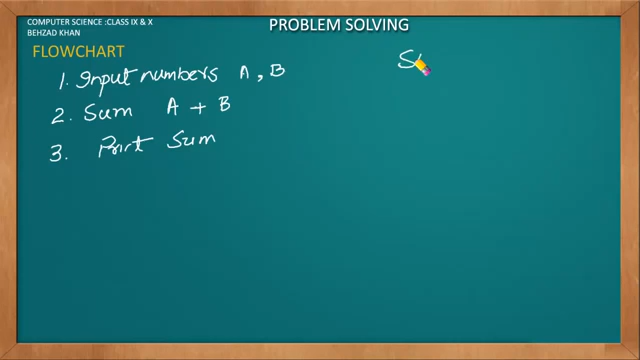 COMPUTER SCIENCE :CLASS IX & X
BEHZAD KHAN
PROBLEM SOLVING
FLOWCHART
1. Input numbers A , B
2. Sum A + B
3. Print Sum